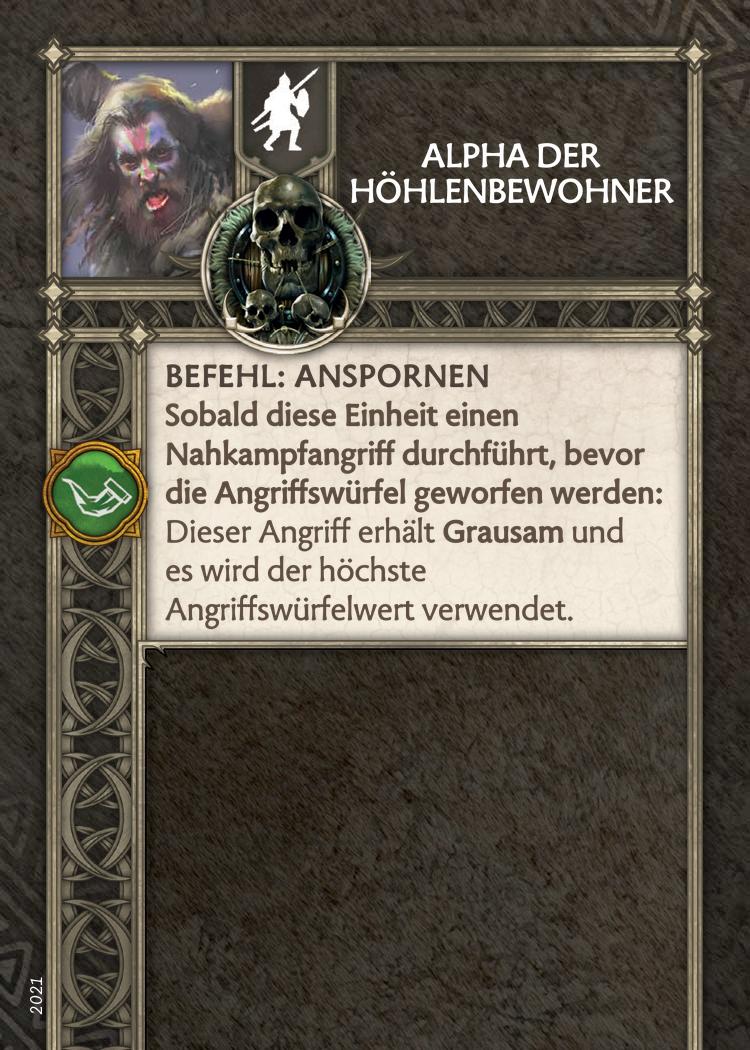 ALPHA DER
HÖHLENBEWOHNER
BEFEHL: ANSPORNEN
Sobald diese Einheit einen
Nahkampfangriff durchführt, bevor
die Angriffswürfel geworfen werden:
Dieser Angriff erhält Grausam und
es wird der höchste
Angriffswürfelwert verwendet.
2021